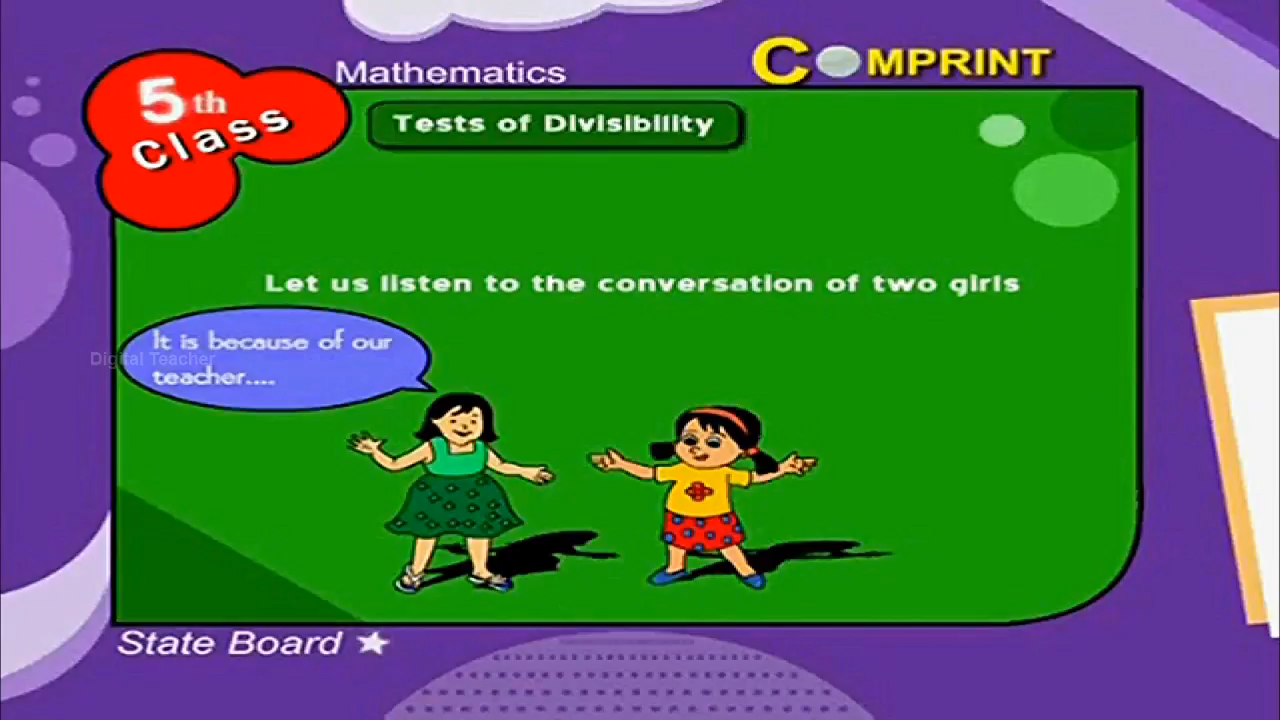 Mathematics
COMPRINT
5th
Class
Tests of Divisibility
Let us listen to the conversation of two girls
It is because of our
teacher....
Digital Teacher
State Board